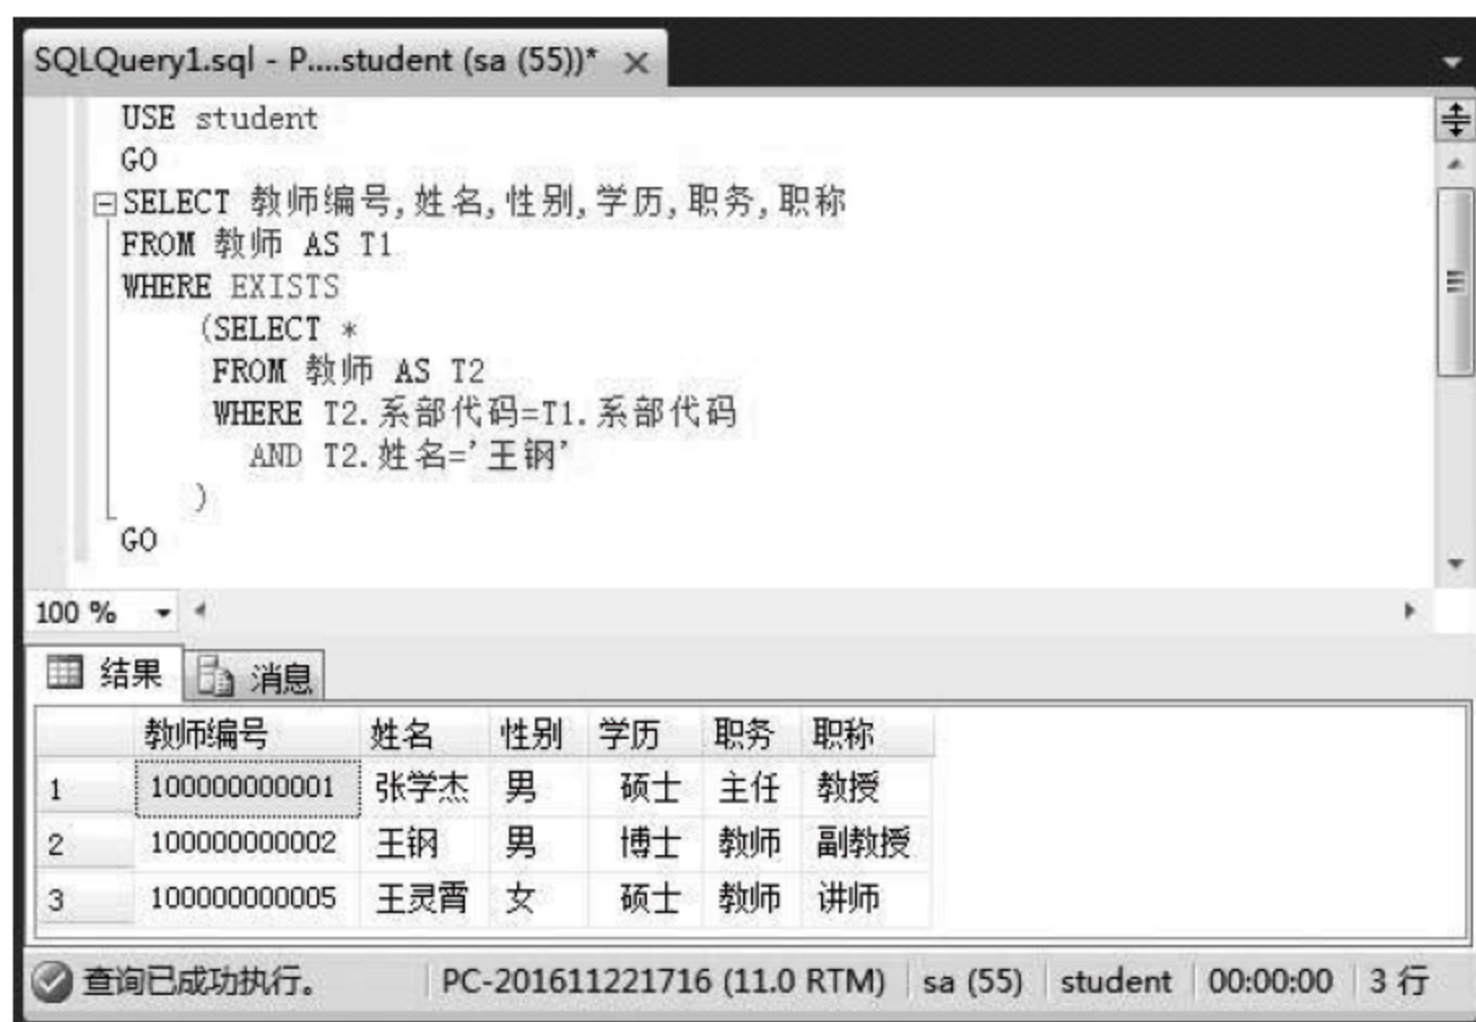 SQLQuery1.sql - P....student (sa (55))* ×
USE student
GO
SELECT 教师编号,姓名,性别,学历,职务,职称
FROM 教师 AS T1
WHERE EXISTS
(SELECT *
FROM 教师 AS T2
WHERE T2.系部代码=T1.系部代码
AND T2.姓名='王钢'
)
GO
100 %
结果 消息
教师编号 姓名 性别 学历 职务 职称
1 100000000001 张学杰 男 硕士 主任 教授
2 100000000002 王钢 男 博士 教师 副教授
3 100000000005 王灵霄 女 硕士 教师 讲师
查询已成功执行。 PC-201611221716 (11.0 RTM) sa (55) student 00:00:00 3 行